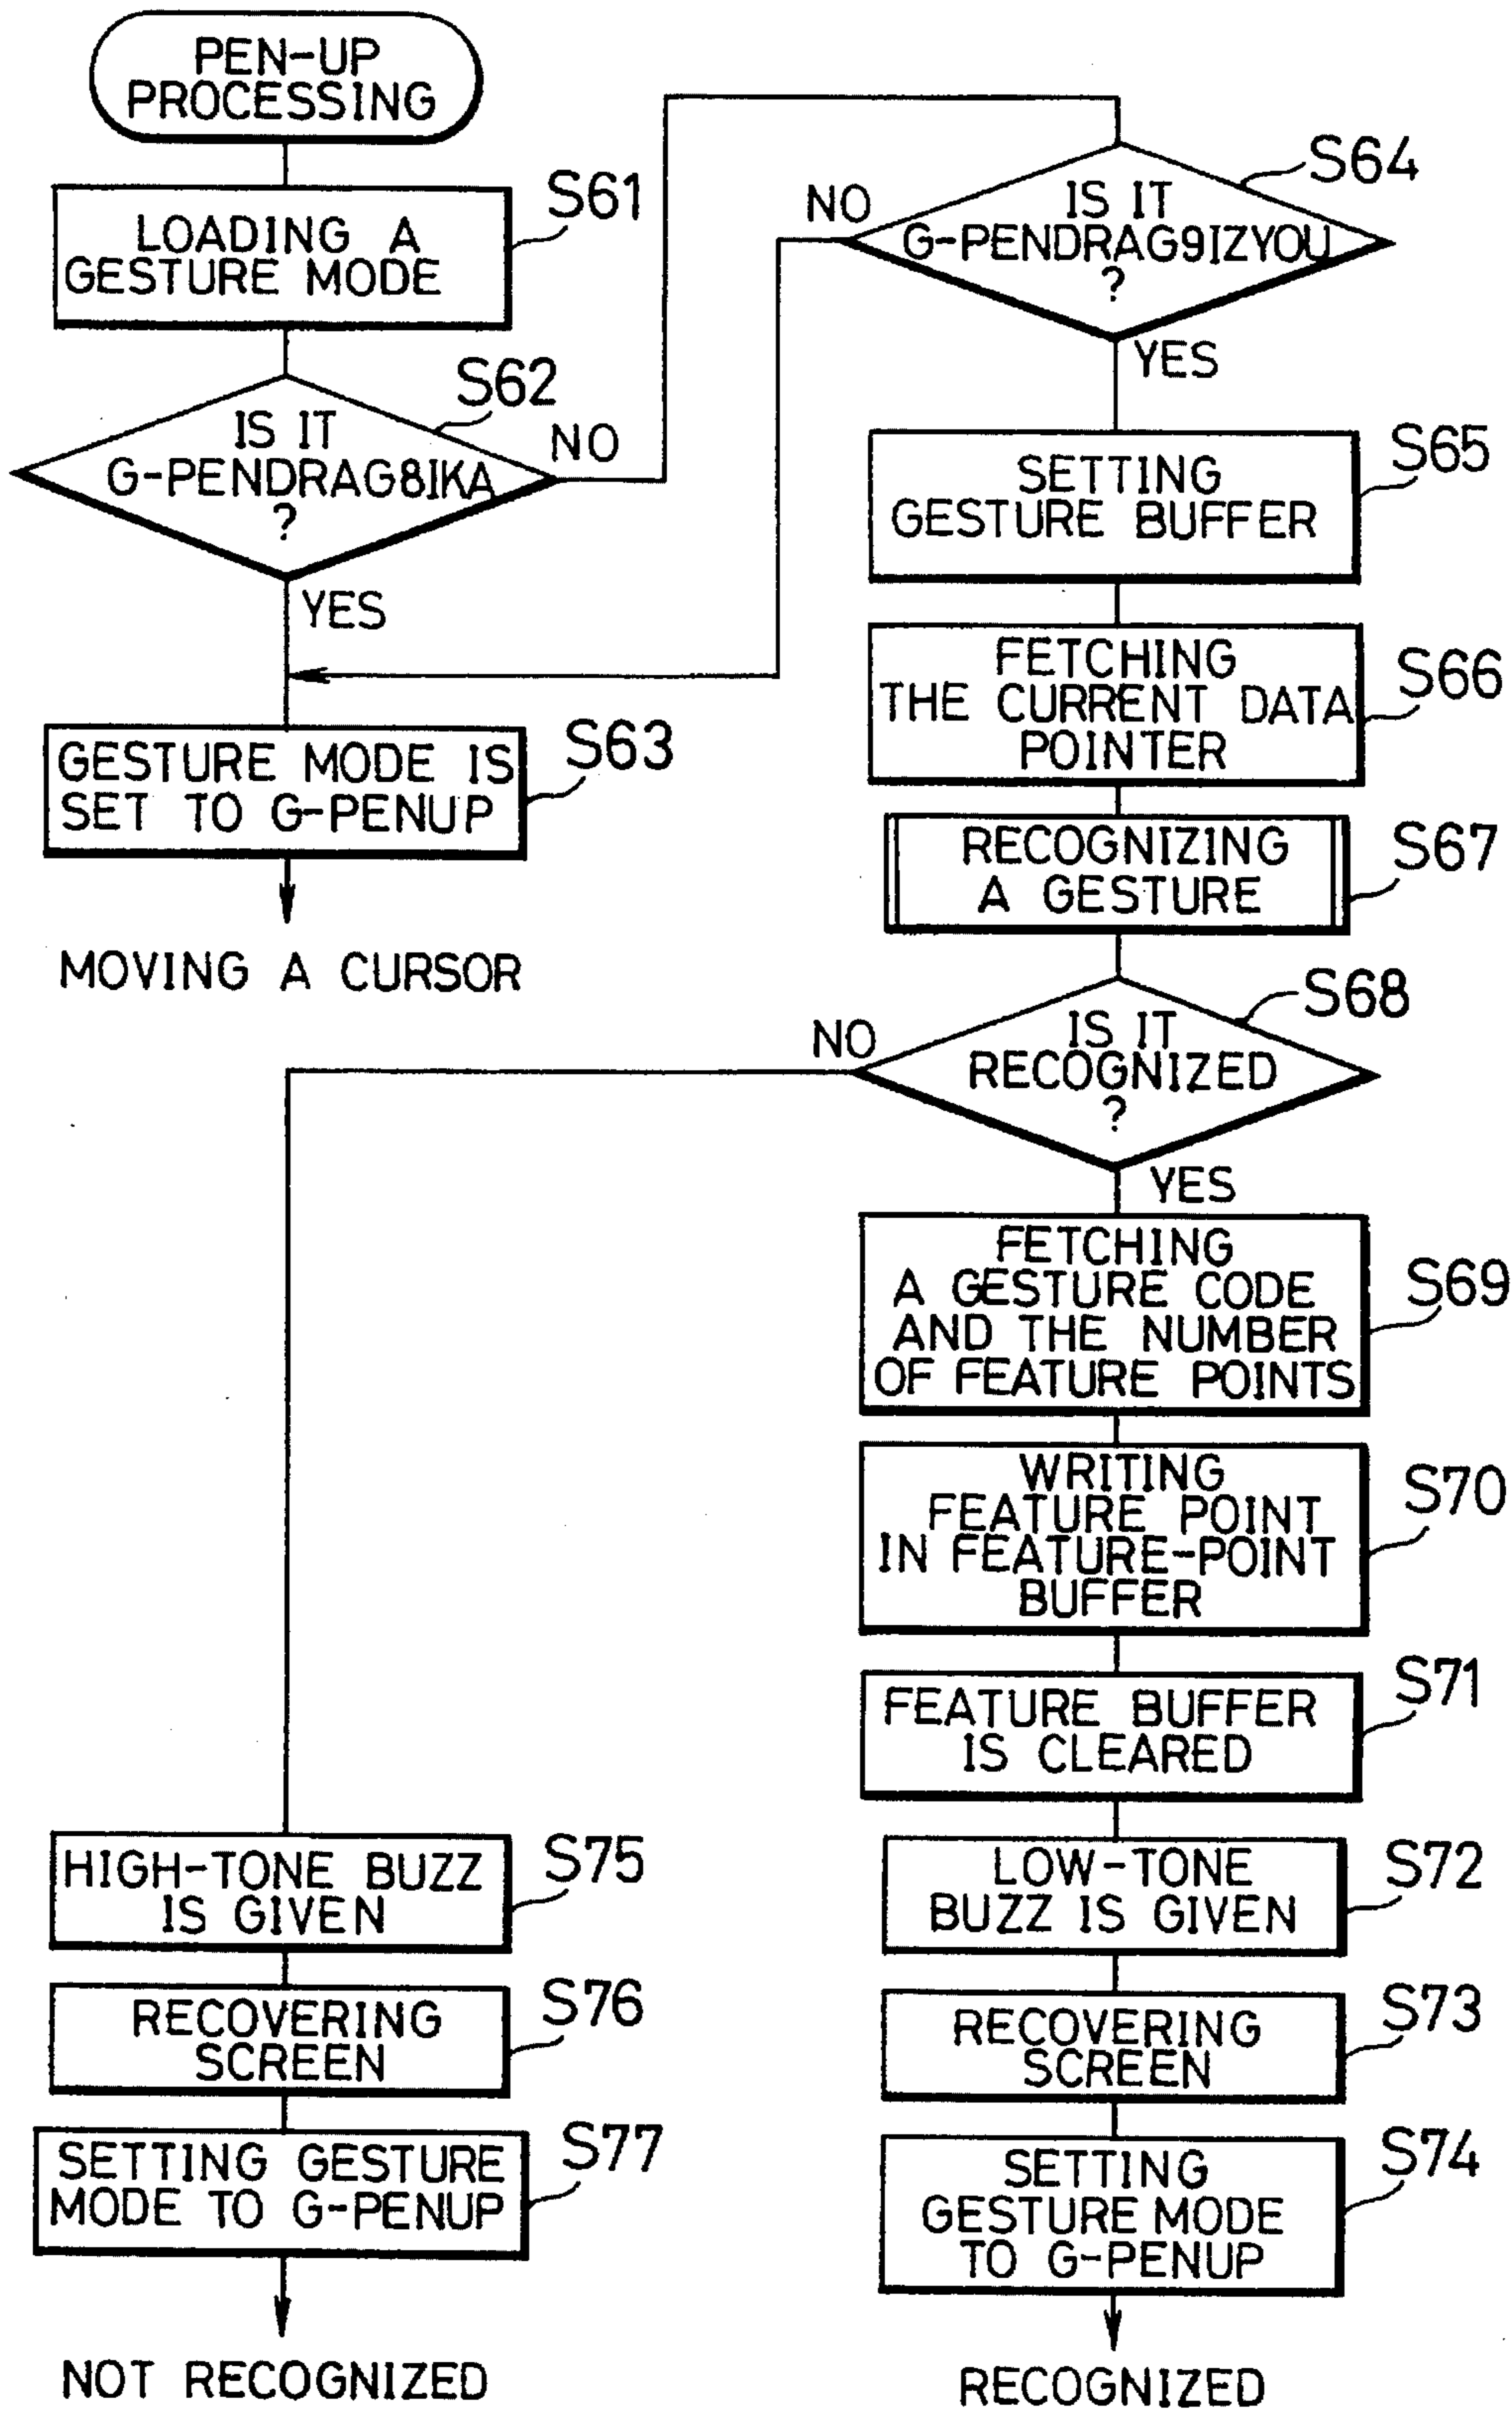 PEN-UP
PROCESSING
LOADING A
GESTURE MODE
S61
IS IT
G-PENDRAG8IKA
?
S62
NO
YES
GESTURE MODE IS
SET TO G-PENUP
S63
MOVING A CURSOR
IS IT
G-PENDRAG9IZYOU
?
S64
NO
YES
SETTING
GESTURE BUFFER
S65
FETCHING
THE CURRENT DATA
POINTER
S66
RECOGNIZING
A GESTURE
S67
IS IT
RECOGNIZED
?
S68
NO
YES
FETCHING
A GESTURE CODE
AND THE NUMBER
OF FEATURE POINTS
S69
WRITING
FEATURE POINT
IN FEATURE-POINT
BUFFER
S70
FEATURE BUFFER
IS CLEARED
S71
LOW-TONE
BUZZ IS GIVEN
S72
RECOVERING
SCREEN
S73
SETTING
GESTURE MODE
TO G-PENUP
S74
RECOGNIZED
HIGH-TONE BUZZ
IS GIVEN
S75
RECOVERING
SCREEN
S76
SETTING GESTURE
MODE TO G-PENUP
S77
NOT RECOGNIZED